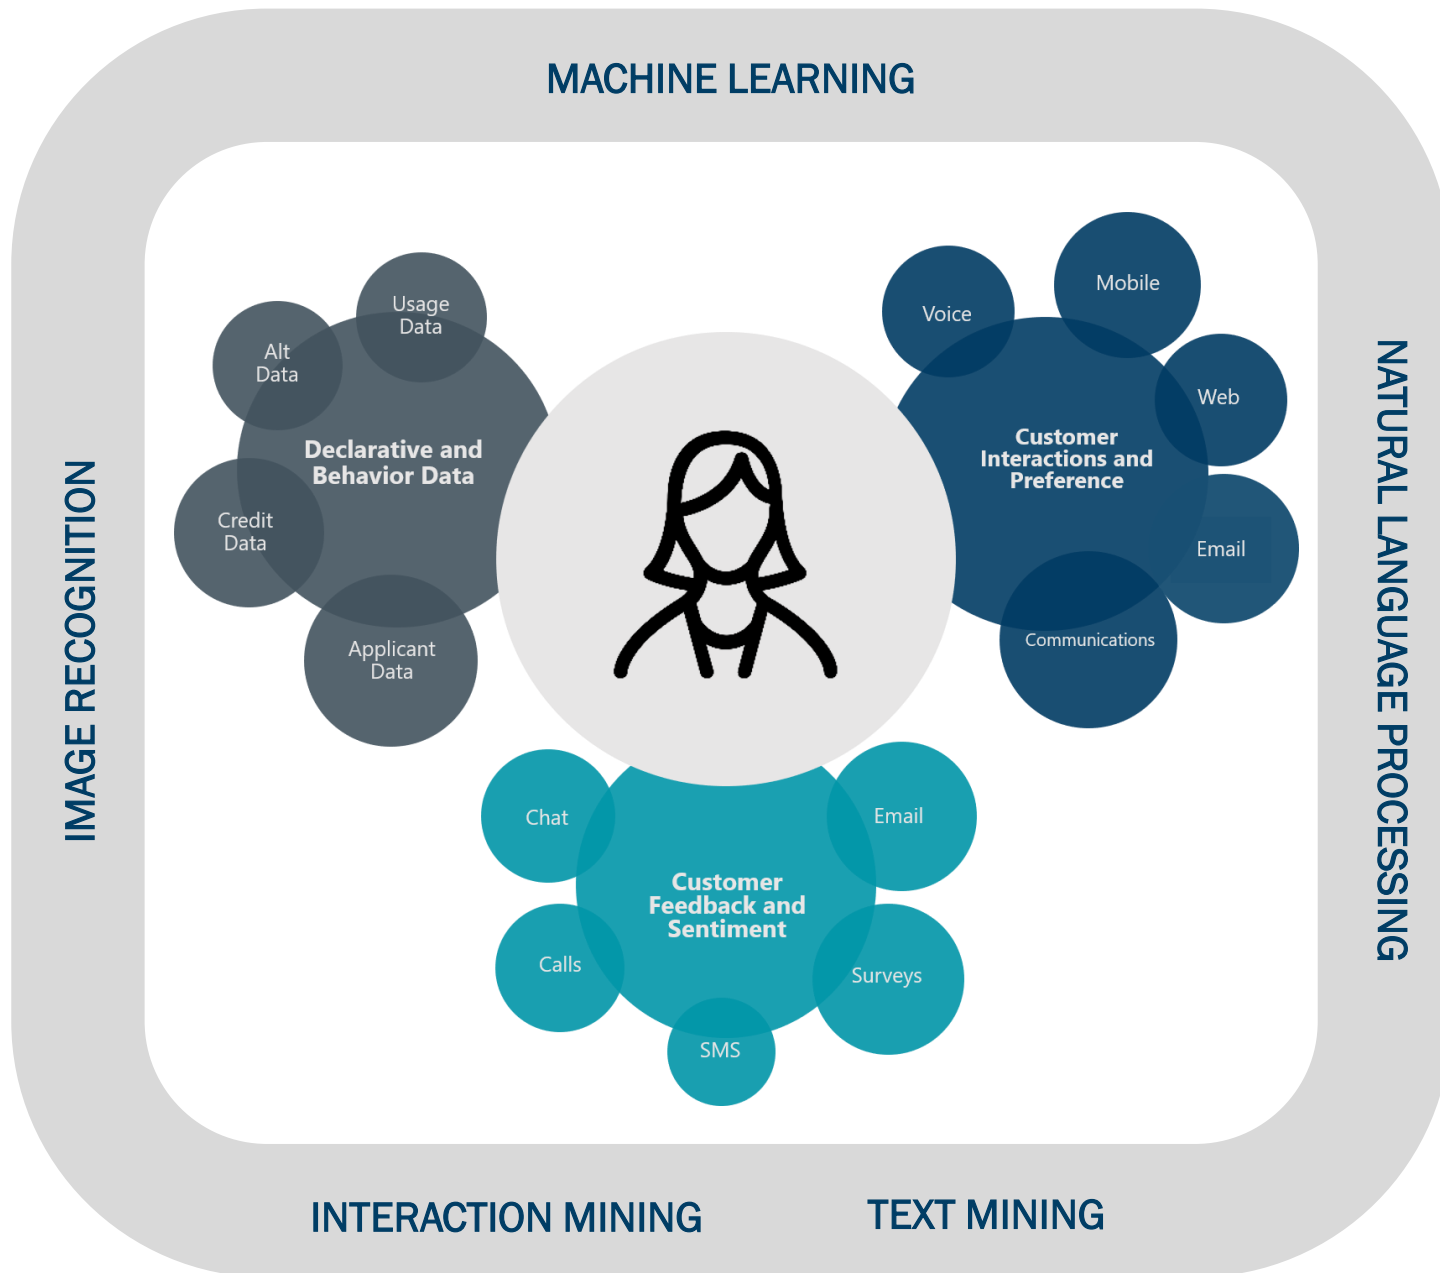 MACHINE LEARNING
IMAGE RECOGNITION
Usage
Data
Alt
Data
Declarative and
Behavior Data
Credit
Data
Applicant
Data
Voice
Mobile
Web
Customer
Interactions and
Preference
Email
Communications
NATURAL LANGUAGE PROCESSING
Chat
Email
Customer
Feedback and
Sentiment
Calls
Surveys
SMS
INTERACTION MINING
TEXT MINING